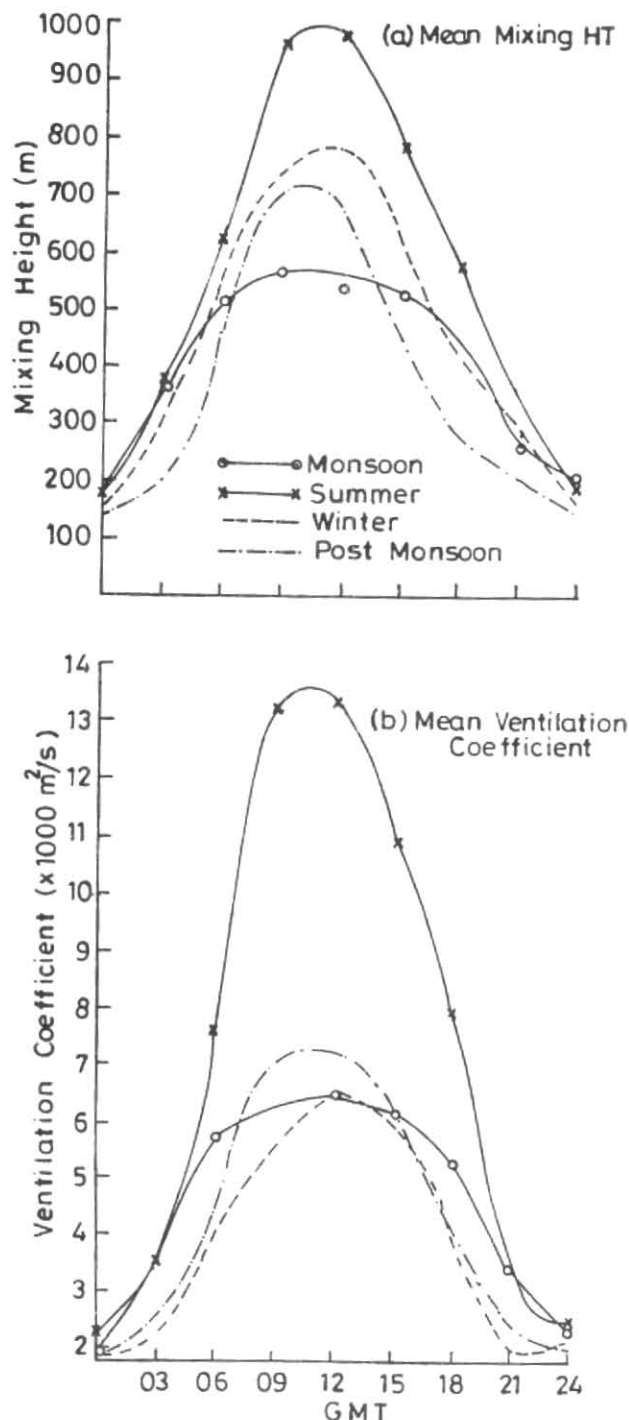 (a) Mean Mixing HT
1000
900
800
700
600
500
400
300
200
100
Mixing Height (m)
Monsoon
Summer
Winter
Post Monsoon
(b) Mean Ventilation
Coefficient
14
13
12
11
10
9
8
7
6
5
4
3
2
Ventilation Coefficient (x1000 m²/s)
03 06 09 12 15 18 21 24
GMT